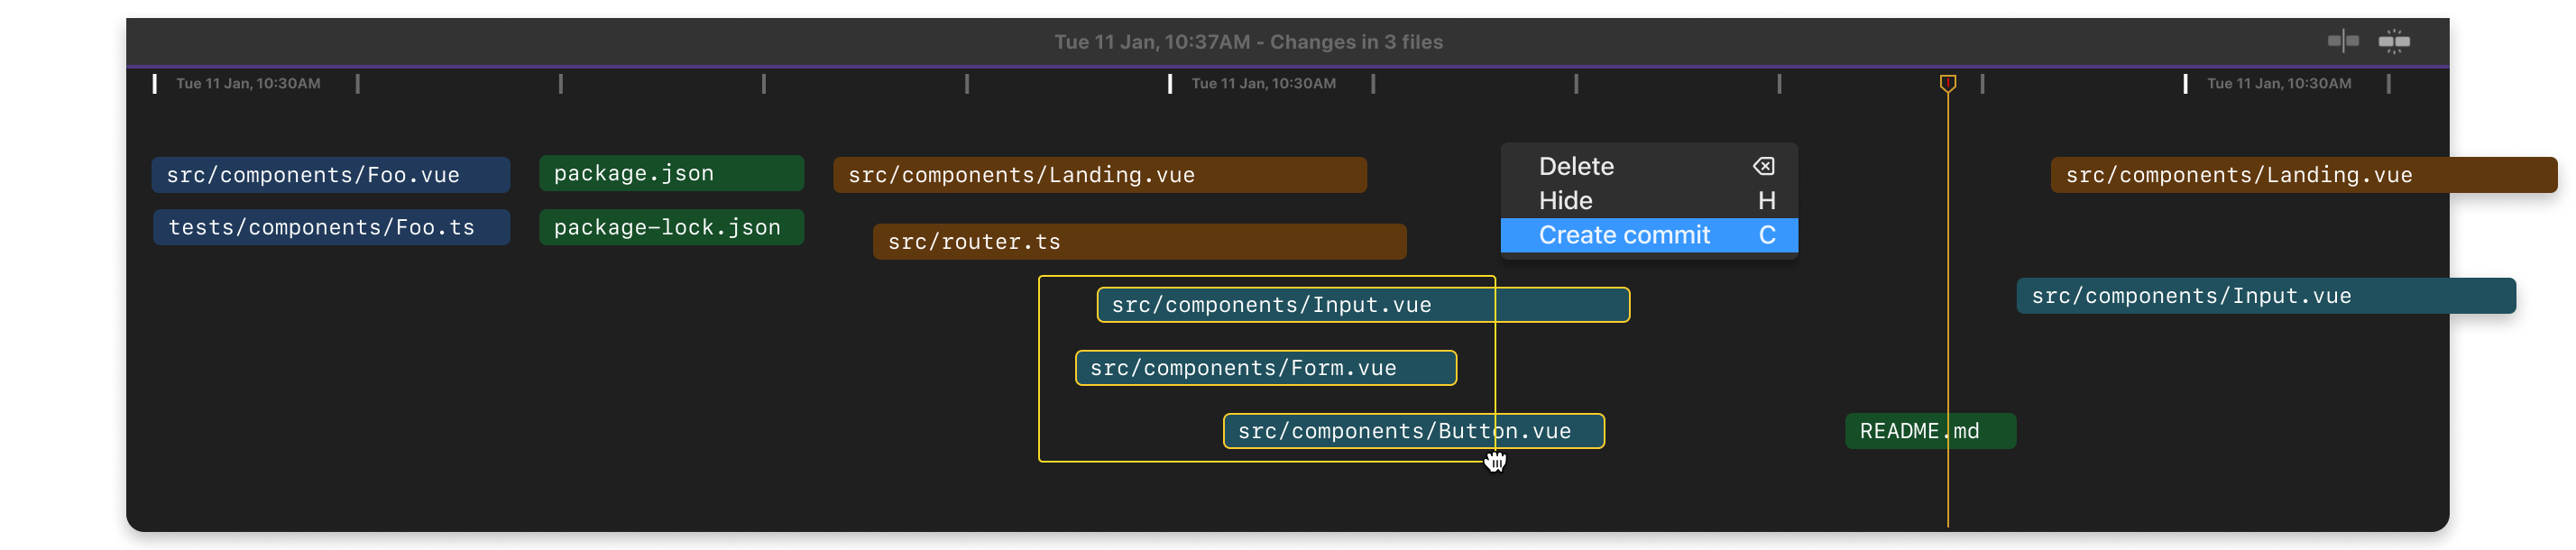 Tue 11 Jan, 10:37AM - Changes in 3 files
Tue 11 Jan, 10:30AM
Tue 11 Jan, 10:30AM
Tue 11 Jan, 10:30AM
src/components/Foo.vue
package.json
src/components/Landing.vue
Delete
Hide H
Create commit C
src/components/Landing.vue
tests/components/Foo.ts
package-lock.json
src/router.ts
src/components/Input.vue
src/components/Input.vue
src/components/Form.vue
src/components/Button.vue
README.md